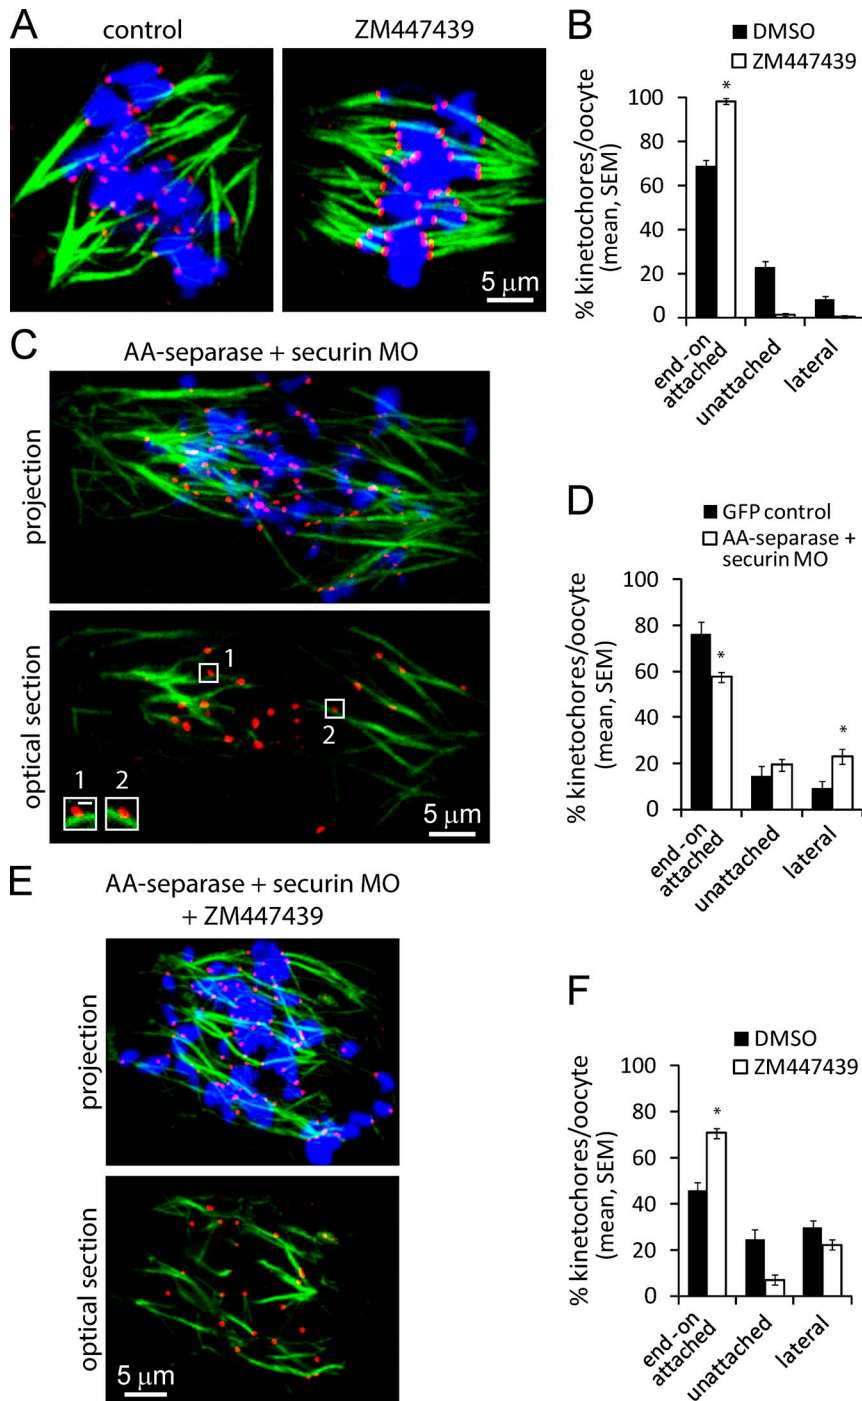 A
control
ZM447439
5 µm
B
DMSO
ZM447439
% kinetochores/oocyte
(mean, SEM)
100
80
60
40
20
0
*
end-on
attached
unattached
lateral
C
AA-separase + securin MO
projection
optical section
1
2
1
2
5 µm
D
GFP control
AA-separase +
securin MO
% kinetochores/oocyte
(mean, SEM)
100
80
60
40
20
0
*
*
end-on
attached
unattached
lateral
E
AA-separase + securin MO
+ ZM447439
projection
optical section
5 µm
F
DMSO
ZM447439
% kinetochores/oocyte
(mean, SEM)
100
80
60
40
20
0
*
end-on
attached
unattached
lateral